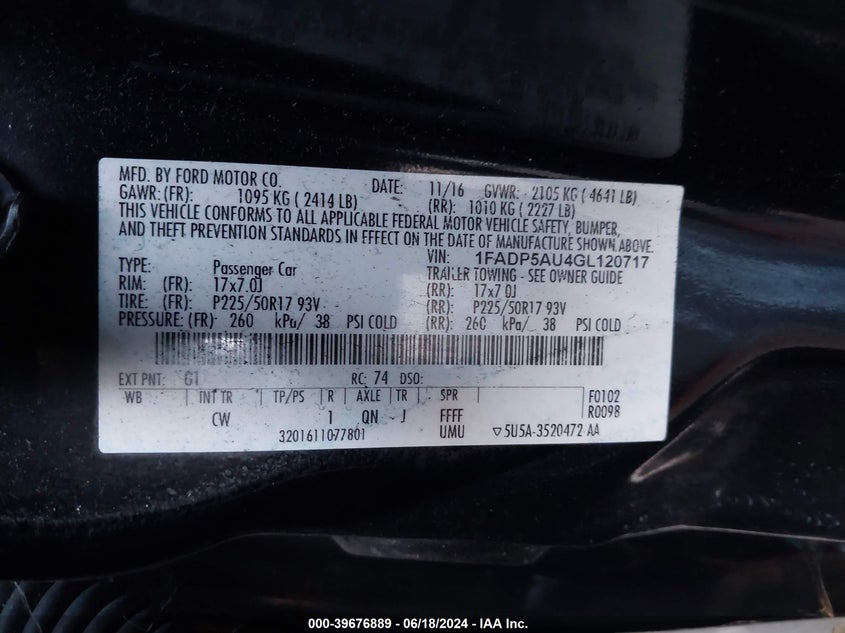 MFD. BY FORD MOTOR CO. DATE: 11/16 GVWR: 2105 KG ( 4641 LB)
GAWR: (FR): 1095 KG ( 2414 LB) (RR): 1010 KG ( 2227 LB)
THIS VEHICLE CONFORMS TO ALL APPLICABLE FEDERAL MOTOR VEHICLE SAFETY, BUMPER,
AND THEFT PREVENTION STANDARDS IN EFFECT ON THE DATE OF MANUFACTURE SHOWN ABOVE.
VIN: 1FADP5AU4GL120717
TYPE: Passenger Car TRAILER TOWING - SEE OWNER GUIDE
RIM: (FR): 17x7.0J (RR): 17x7.0J
TIRE: (FR): P225/50R17 93V (RR): P225/50R17 93V
PRESSURE: (FR): 260 kPa/ 38 PSI COLD (RR): 260 kPa/ 38 PSI COLD
EXT PNT: G1 RC: 74 DSO:
WB INT TR TP/PS R AXLE TR SPR F0102
CW 1 QN J FFFF R0098
3201611077801 UMU ▽5U5A-3520472 AA
000-39676889 - 06/18/2024 - IAA Inc.